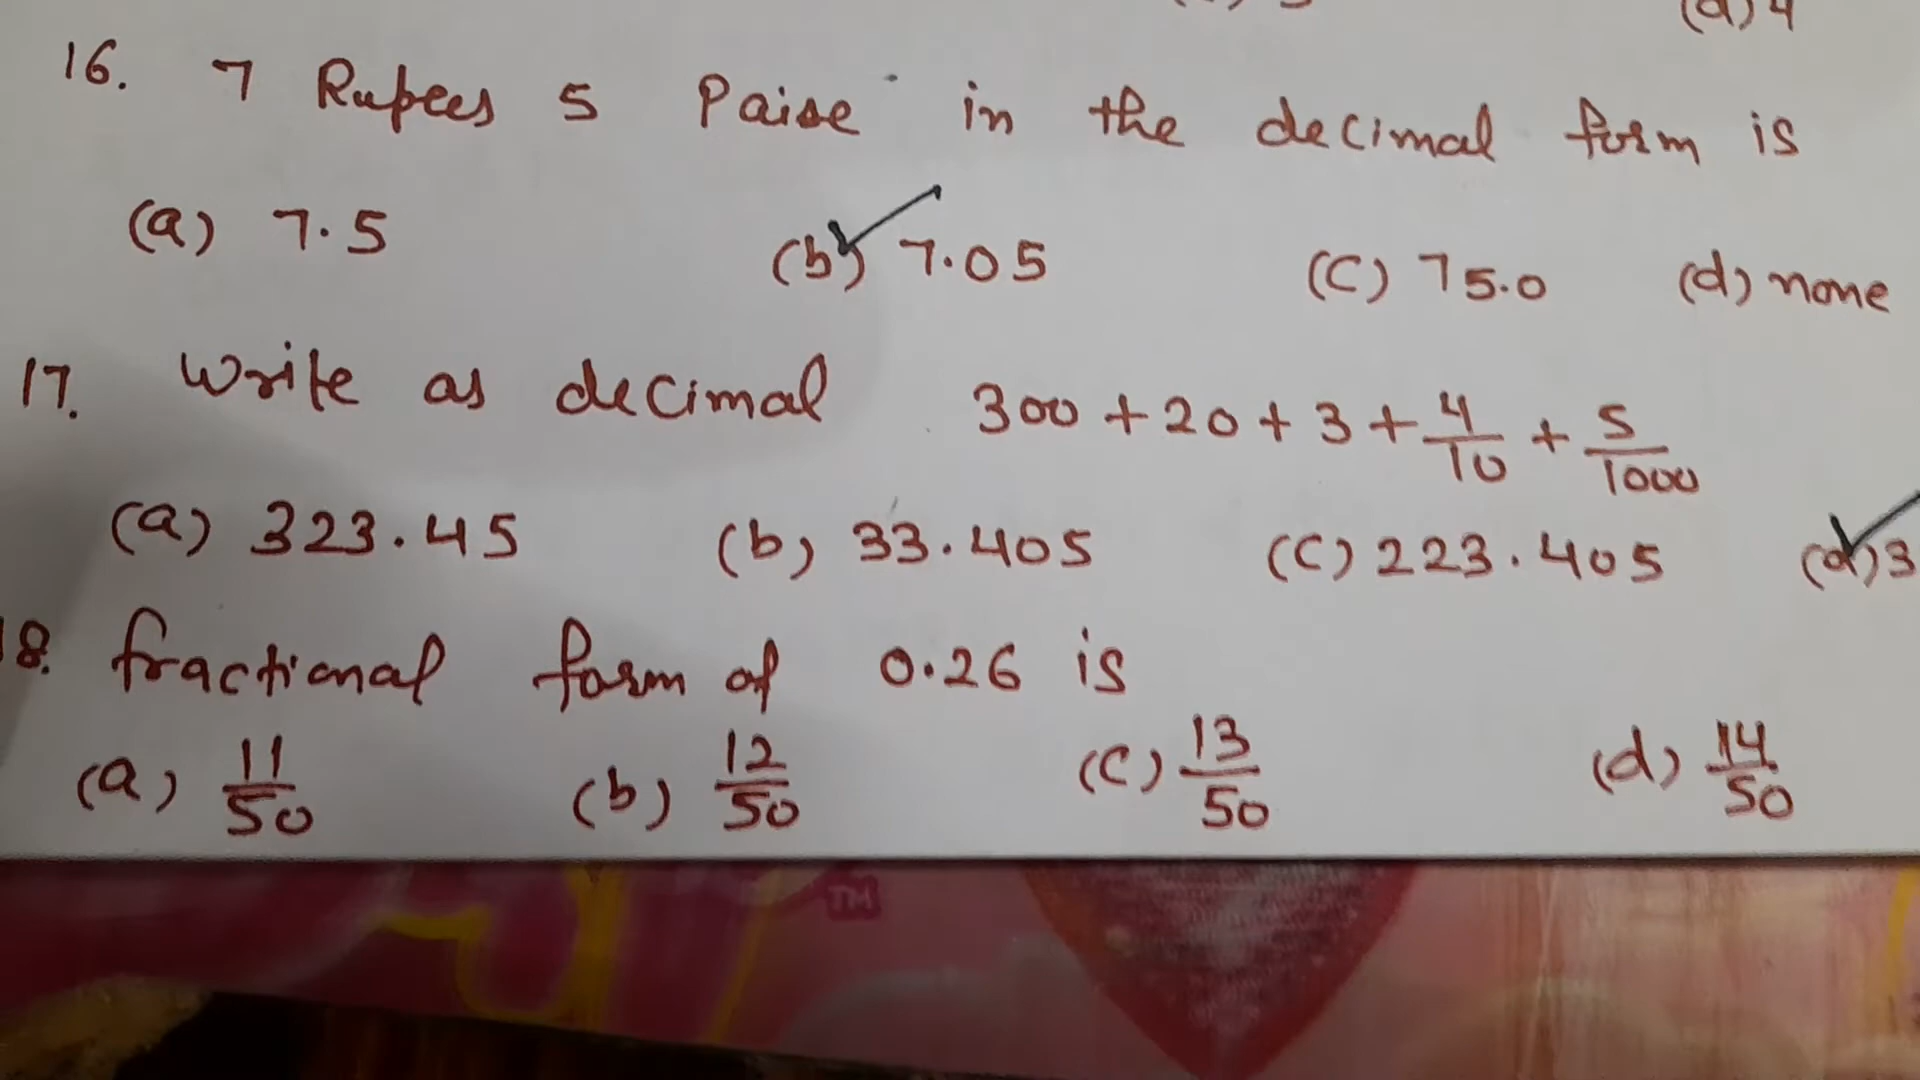 (d) 4
16. 7 Rupees 5 Paise in the decimal form is
(a) 7.5 (b) 7.05 (C) 75.0 (d) none
17. Write as decimal 300 + 20 + 3 + 4/10 + 5/1000
(a) 323.45 (b) 33.405 (C) 223.405 (d) 3
18. fractional form of 0.26 is
(a) 11/50 (b) 12/50 (C) 13/50 (d) 14/50
TM